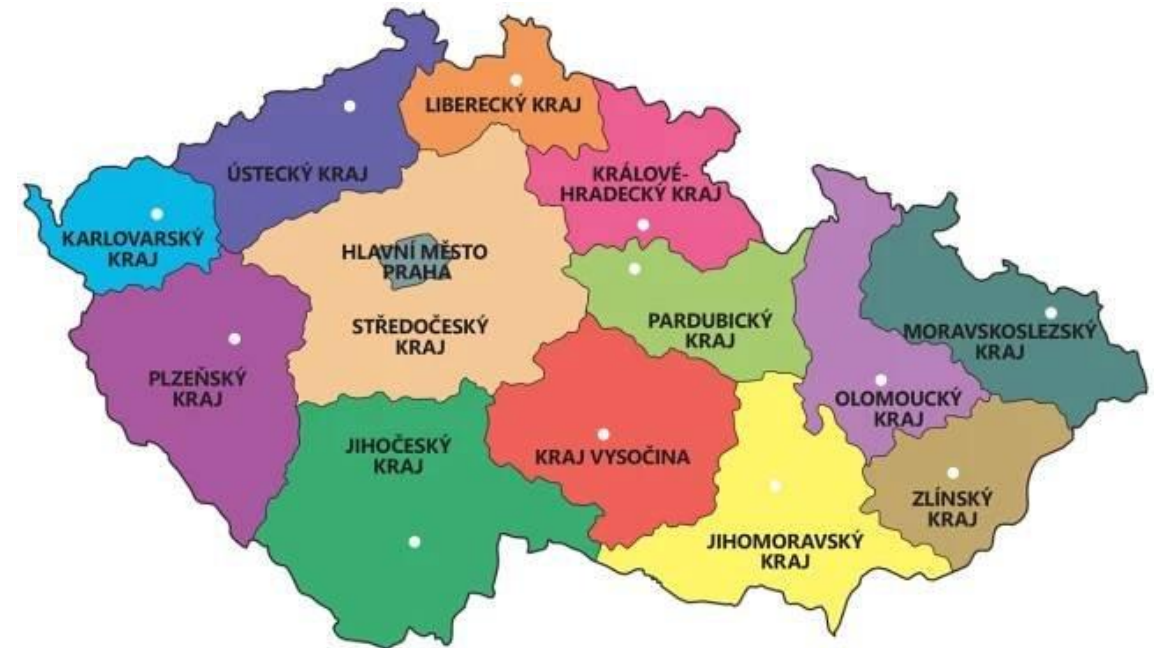 LIBERECKÝ KRAJ
ÚSTECKÝ KRAJ
KRÁLOVÉ-
HRADECKÝ KRAJ
KARLOVARSKÝ
KRAJ
HLAVNÍ MĚSTO
PRAHA
STŘEDOČESKÝ
KRAJ
PARDUBICKÝ
KRAJ
MORAVSKOSLEZSKÝ
KRAJ
PLZEŇSKÝ
KRAJ
OLOMOUCKÝ
KRAJ
JIHOČESKÝ
KRAJ
KRAJ VYSOČINA
ZLÍNSKÝ
KRAJ
JIHOMORAVSKÝ
KRAJ